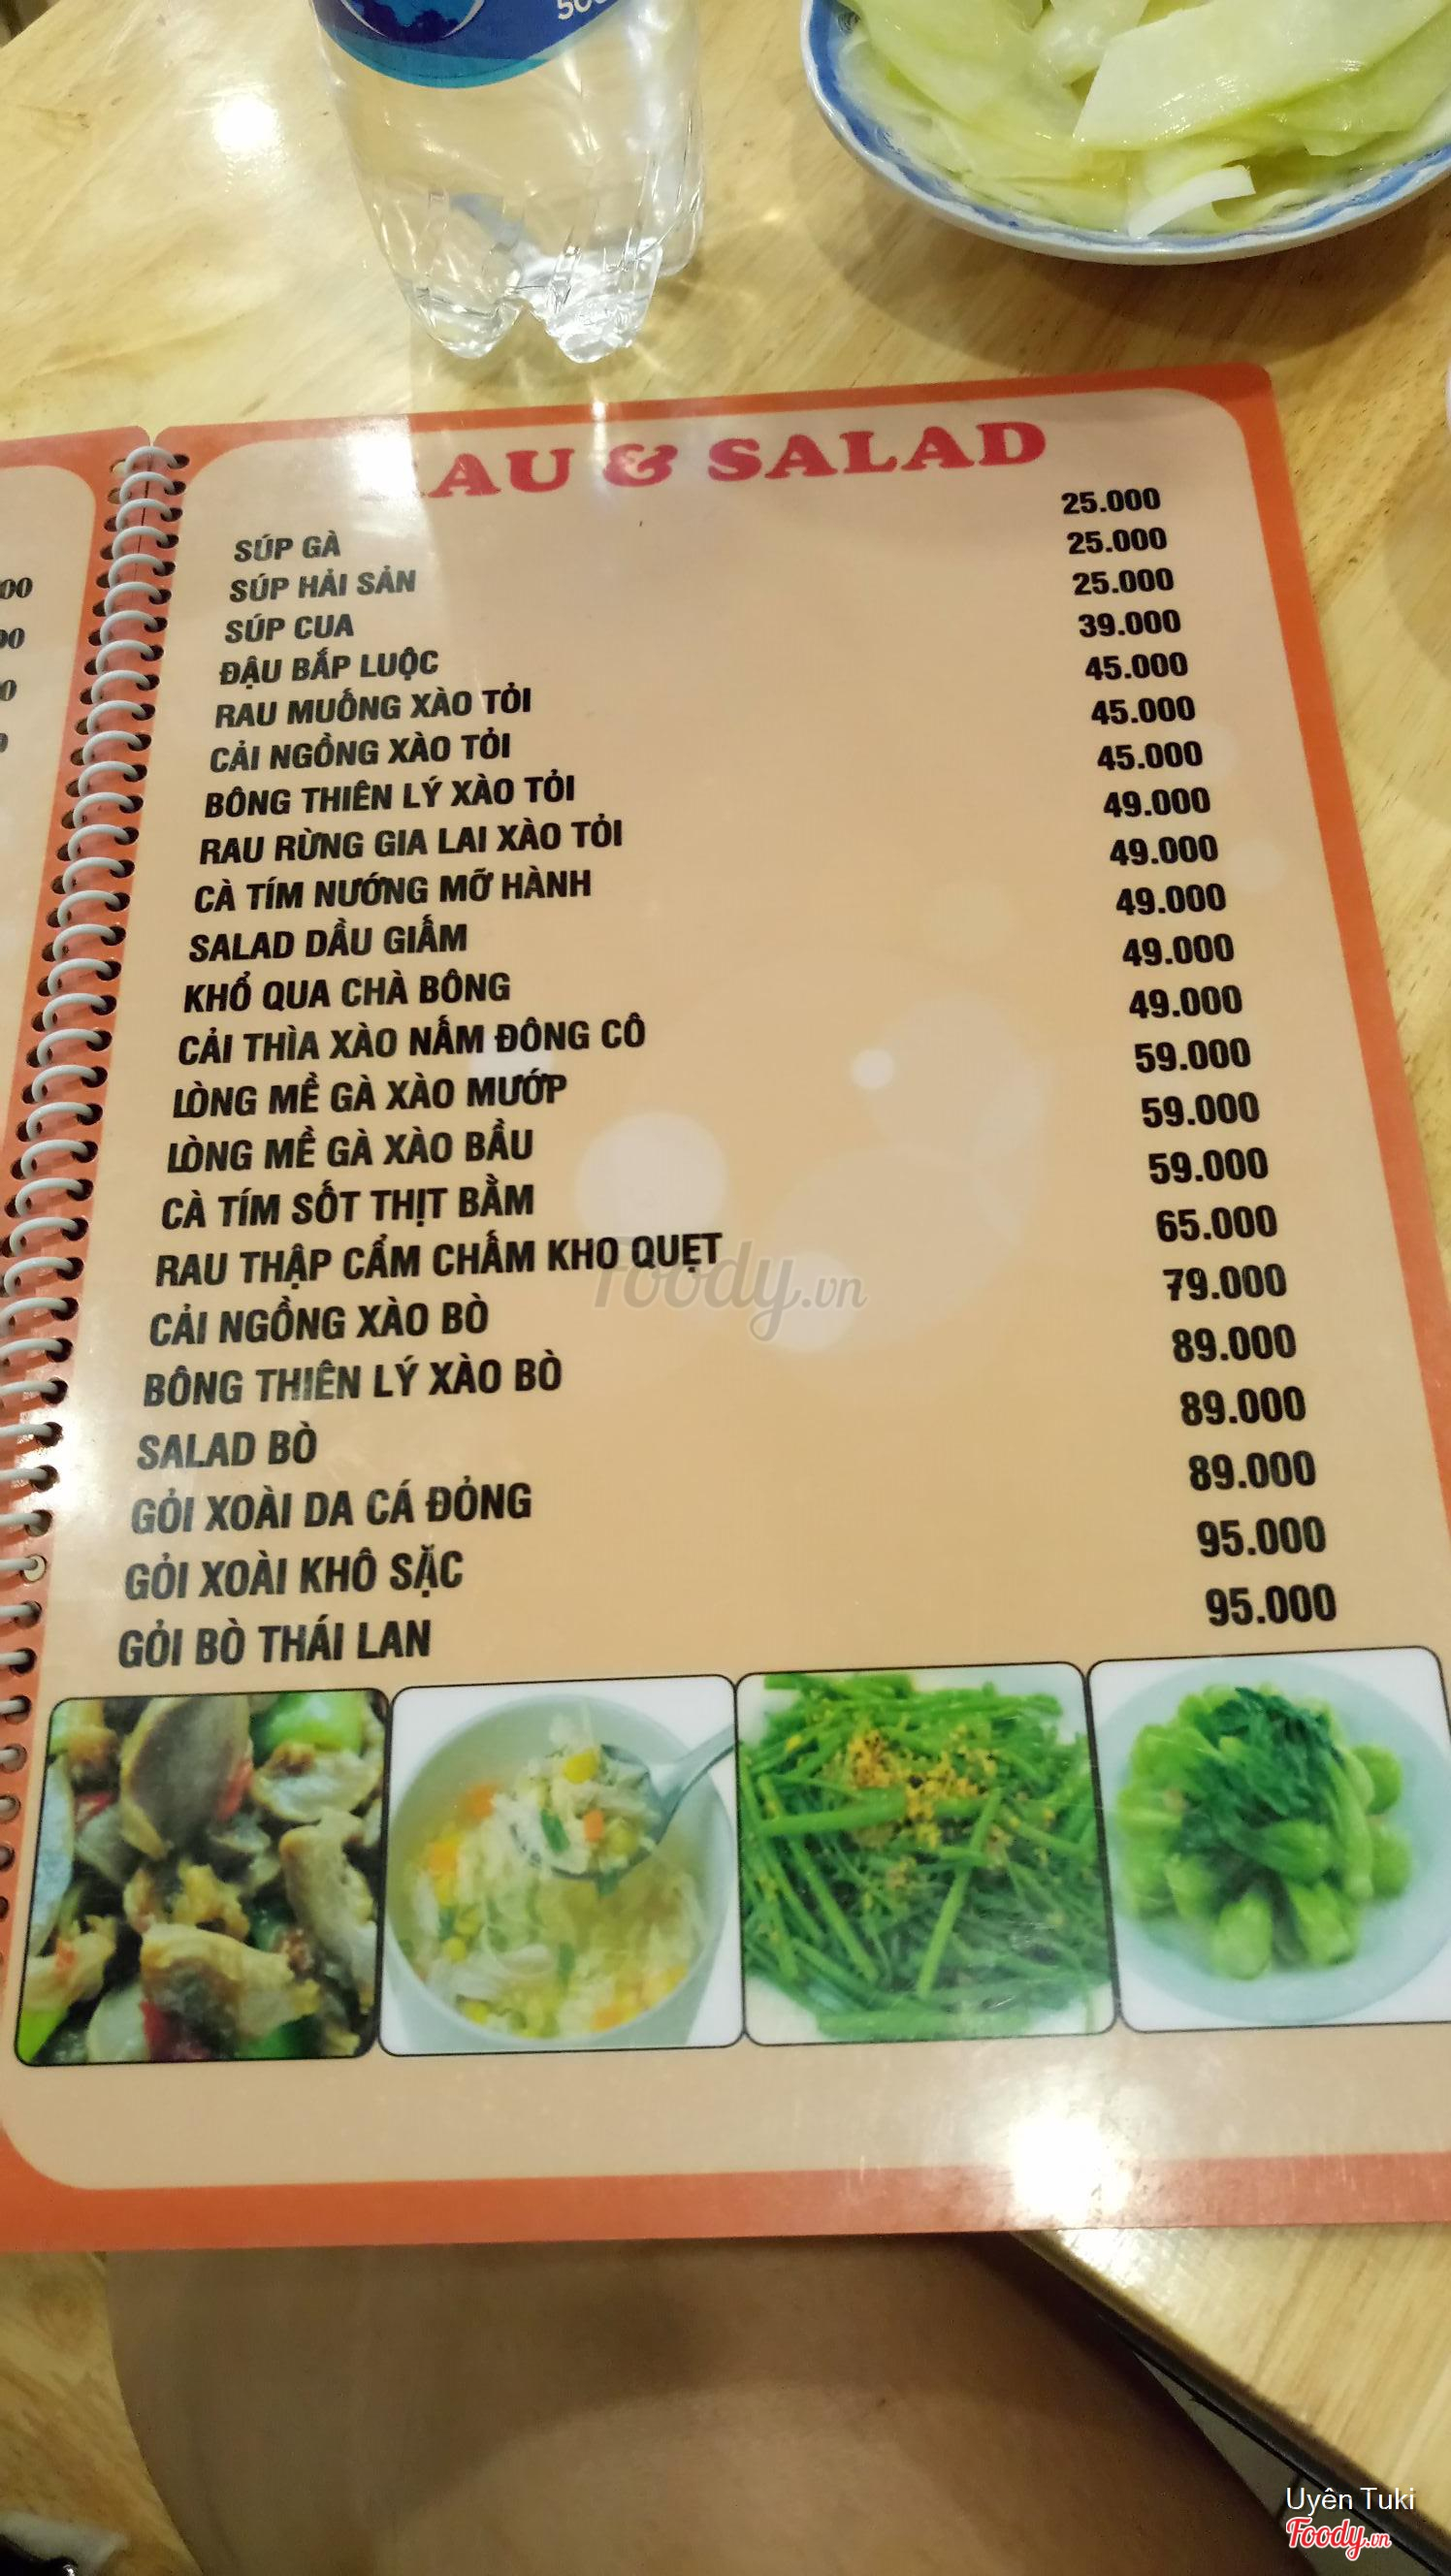 RAU & SALAD
SÚP GÀ 25.000
SÚP HẢI SẢN 25.000
SÚP CUA 25.000
ĐẬU BẮP LUỘC 39.000
RAU MUỐNG XÀO TỎI 45.000
CẢI NGỒNG XÀO TỎI 45.000
BÔNG THIÊN LÝ XÀO TỎI 45.000
RAU RỪNG GIA LAI XÀO TỎI 49.000
CÀ TÍM NƯỚNG MỠ HÀNH 49.000
SALAD DẦU GIẤM 49.000
KHỔ QUA CHÀ BÔNG 49.000
CẢI THÌA XÀO NẤM ĐÔNG CÔ 49.000
LÒNG MỀ GÀ XÀO MƯỚP 59.000
LÒNG MỀ GÀ XÀO BẦU 59.000
CÀ TÍM SỐT THỊT BẰM 59.000
RAU THẬP CẨM CHẤM KHO QUẸT 65.000
CẢI NGỒNG XÀO BÒ 79.000
BÔNG THIÊN LÝ XÀO BÒ 89.000
SALAD BÒ 89.000
GỎI XOÀI DA CÁ ĐỎNG 89.000
GỎI XOÀI KHÔ SẶC 95.000
GỎI BÒ THÁI LAN 95.000
Foody.vn
Uyên Tuki
Foody.vn